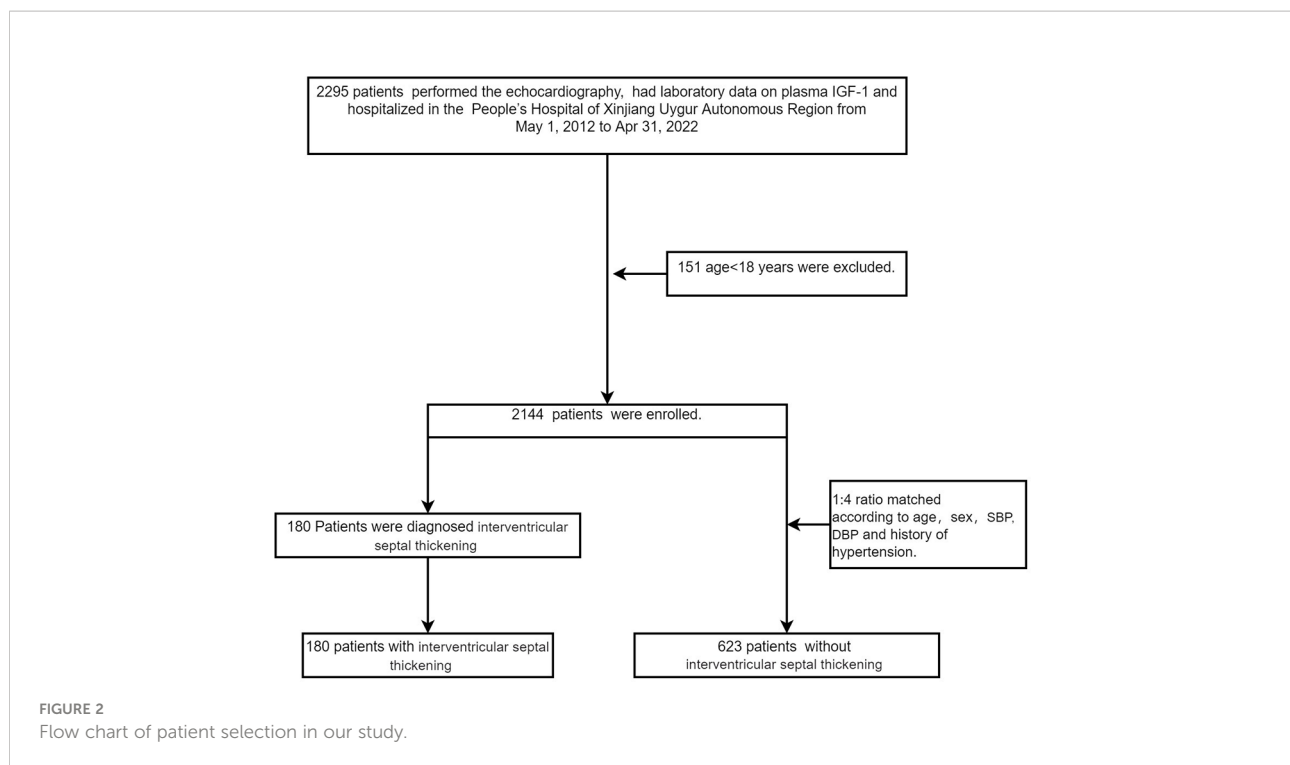 2295 patients performed the echocardiography, had laboratory data on plasma IGF-1 and
hospitalized in the People's Hospital of Xinjiang Uygur Autonomous Region from
May 1, 2012 to Apr 31, 2022
151 age<18 years were excluded.
2144 patients were enrolled.
1:4 ratio matched
according to age, sex, SBP,
DBP and history of
hypertension.
180 Patients were diagnosed interventricular
septal thickening
180 patients with interventricular septal
thickening
623 patients without
interventricular septal thickening
FIGURE 2
Flow chart of patient selection in our study.